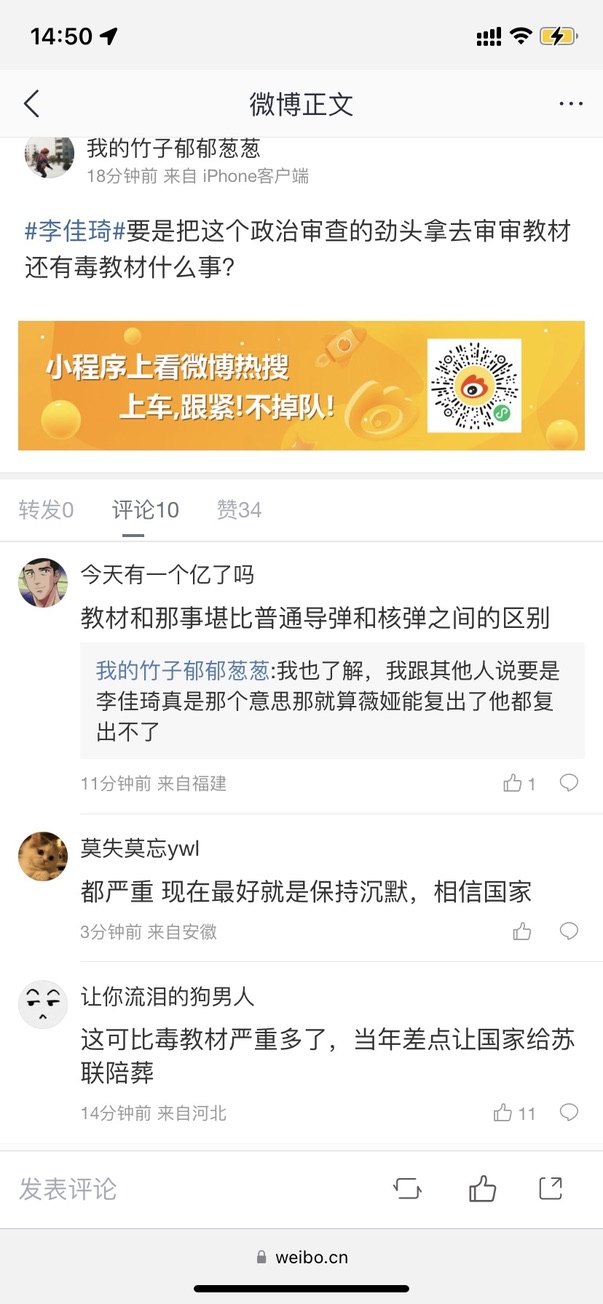 14:50
微博正文
我的竹子郁郁葱葱
18分钟前 来自 iPhone客户端
#李佳琦#要是把这个政治审查的劲头拿去审审教材
还有毒教材什么事?
小程序上看微博热搜
上车,跟紧!不掉队!
转发0 评论10 赞34
今天有一个亿了吗
教材和那事堪比普通导弹和核弹之间的区别
我的竹子郁郁葱葱:我也了解，我跟其他人说要是
李佳琦真是那个意思那就算薇娅能复出了他都复
出不了
11分钟前 来自福建 1
莫失莫忘ywl
都严重 现在最好就是保持沉默，相信国家
3分钟前 来自安徽
让你流泪的狗男人
这可比毒教材严重多了，当年差点让国家给苏
联陪葬
14分钟前 来自河北 11
发表评论
weibo.cn